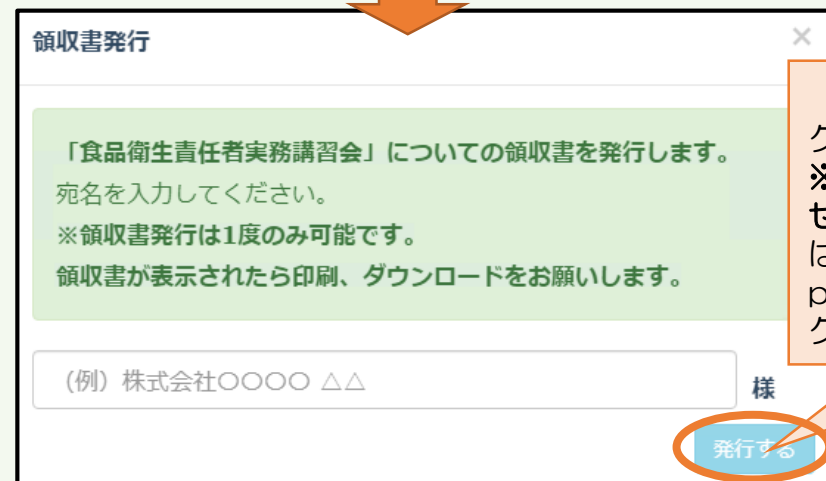 領収書発行
×
「食品衛生責任者実務講習会」についての領収書を発行します。
宛名を入力してください。
※領収書発行は1度のみ可能です。
領収書が表示されたら印刷、ダウンロードをお願いします。
（例）株式会社〇〇〇〇 △△
様
発行する
ク
※
セ
に
p
ク